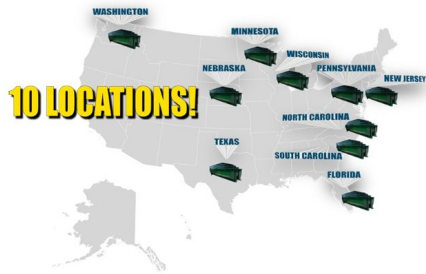 WASHINGTON
MINNESOTA
WISCONSIN
NEBRASKA
PENNSYLVANIA
NEW JERSEY
10 LOCATIONS!
NORTH CAROLINA
TEXAS
SOUTH CAROLINA
FLORIDA